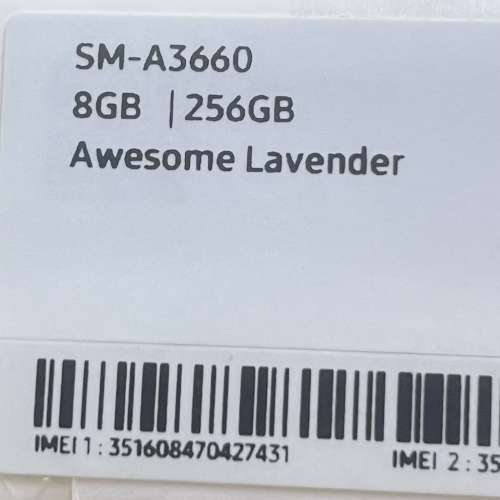 SM-A3660
8GB | 256GB
Awesome Lavender
IMEI 1 : 351608470427431
IMEI 2 : 35